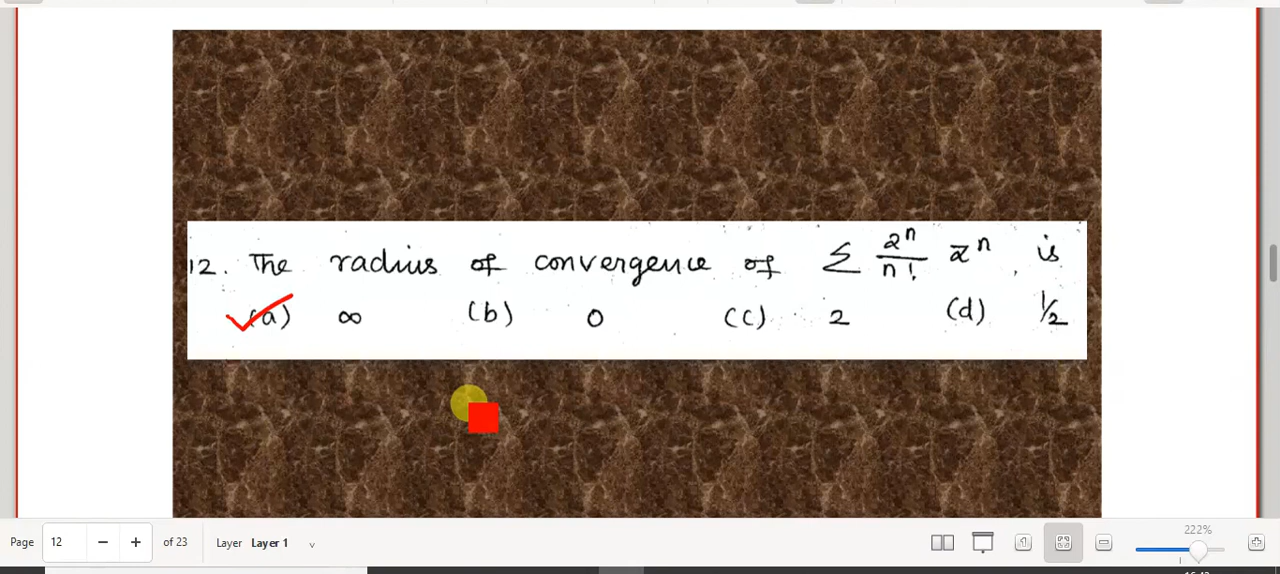 12. The radius of convergence of Σ 2ⁿ/n! zⁿ, is
(a) ∞ (b) 0 (c) 2 (d) 1/2
Page 12 − + of 23 Layer Layer 1 222%